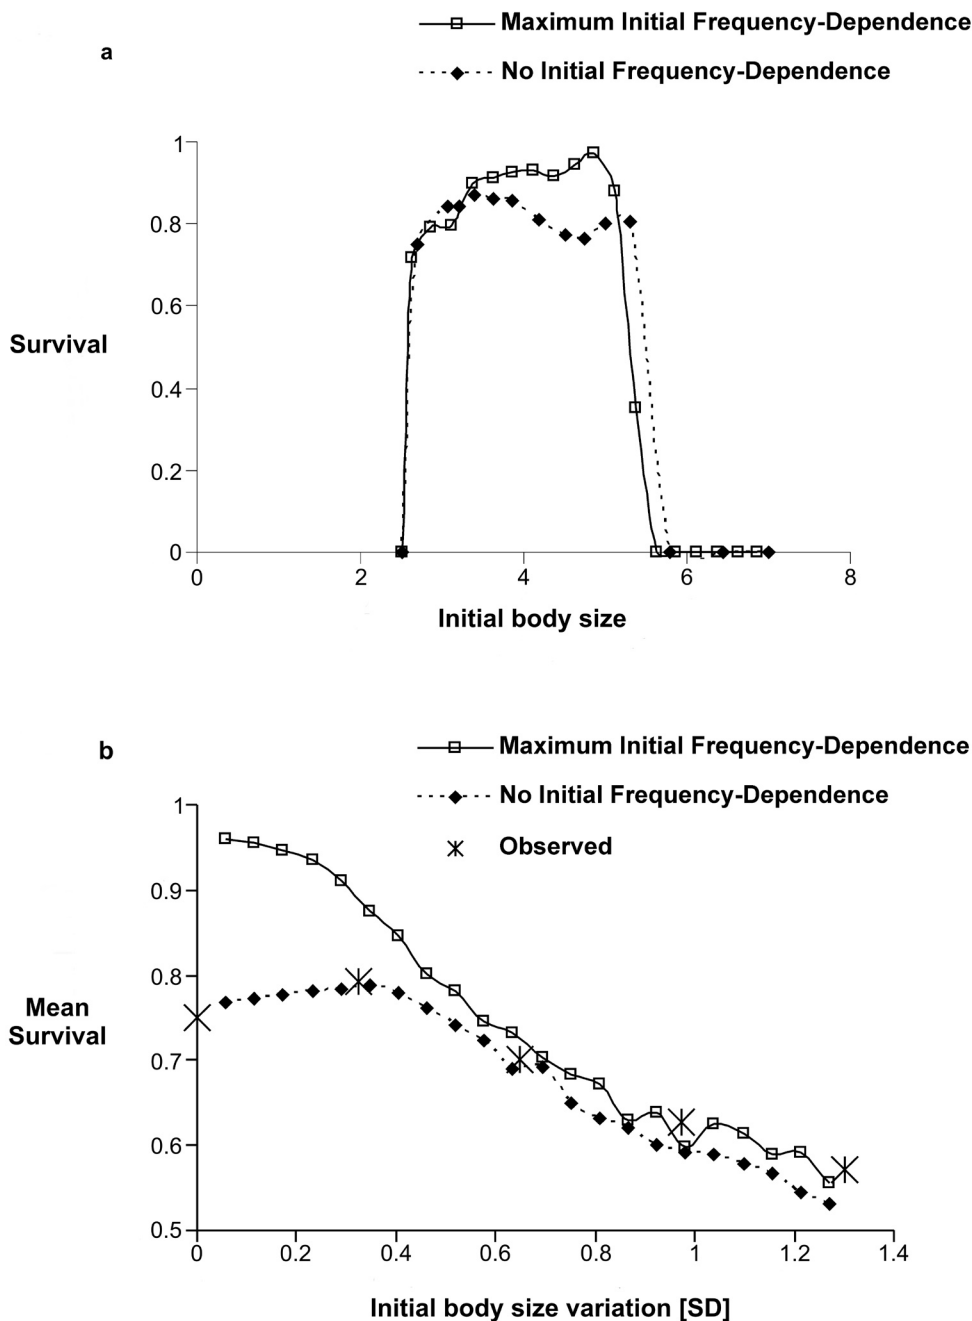 a
Maximum Initial Frequency-Dependence
No Initial Frequency-Dependence
1
0.8
0.6
Survival
0.4
0.2
0
0 2 4 6 8
Initial body size
b
Maximum Initial Frequency-Dependence
No Initial Frequency-Dependence
Observed
1
0.9
0.8
Mean
Survival
0.7
0.6
0.5
0 0.2 0.4 0.6 0.8 1 1.2 1.4
Initial body size variation [SD]